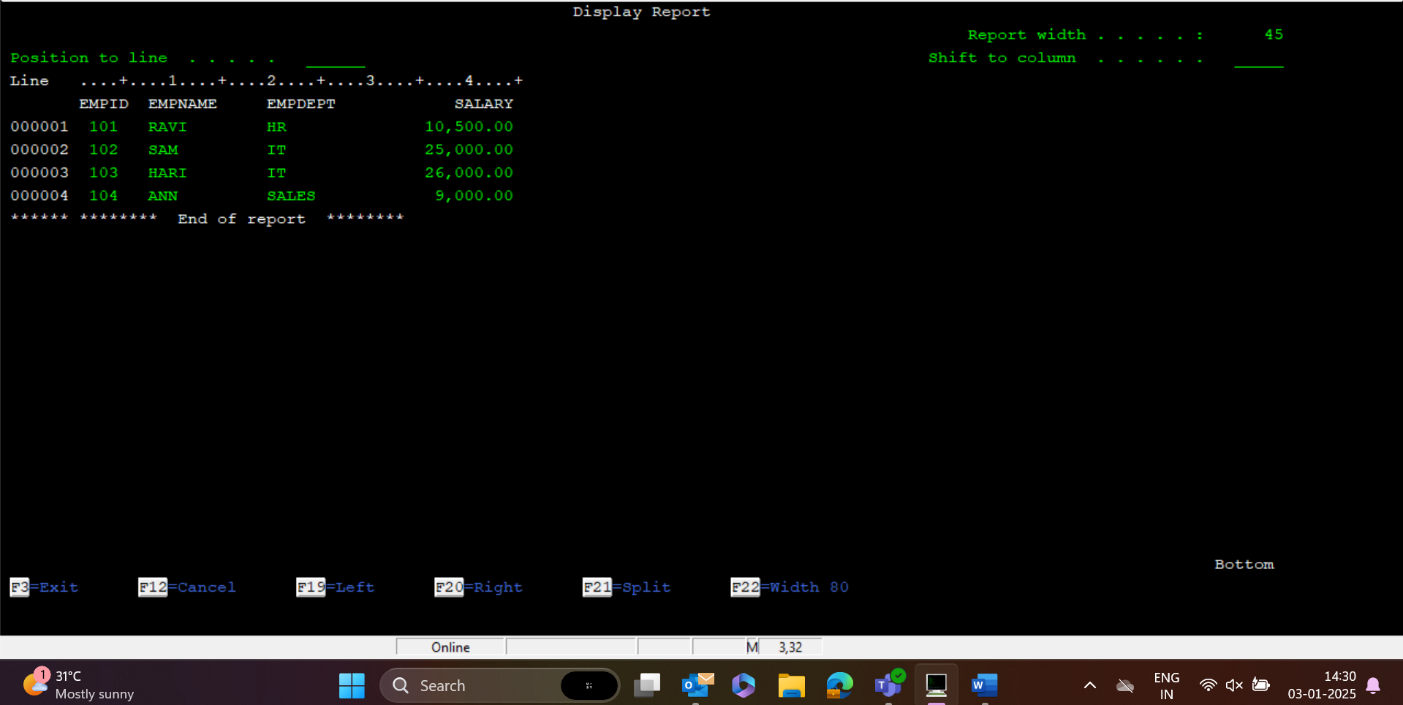 Display Report
Report width . . . . . : 45
Position to line . . . . . Shift to column . . . . . .
Line ....+....1....+....2....+....3....+....4....+
EMPID EMPNAME EMPDEPT SALARY
000001 101 RAVI HR 10,500.00
000002 102 SAM IT 25,000.00
000003 103 HARI IT 26,000.00
000004 104 ANN SALES 9,000.00
****** ******** End of report ********
Bottom
F3=Exit F12=Cancel F19=Left F20=Right F21=Split F22=Width 80
Online M 3,32
1 31°C
Mostly sunny
Search
ENG
IN
14:30
03-01-2025